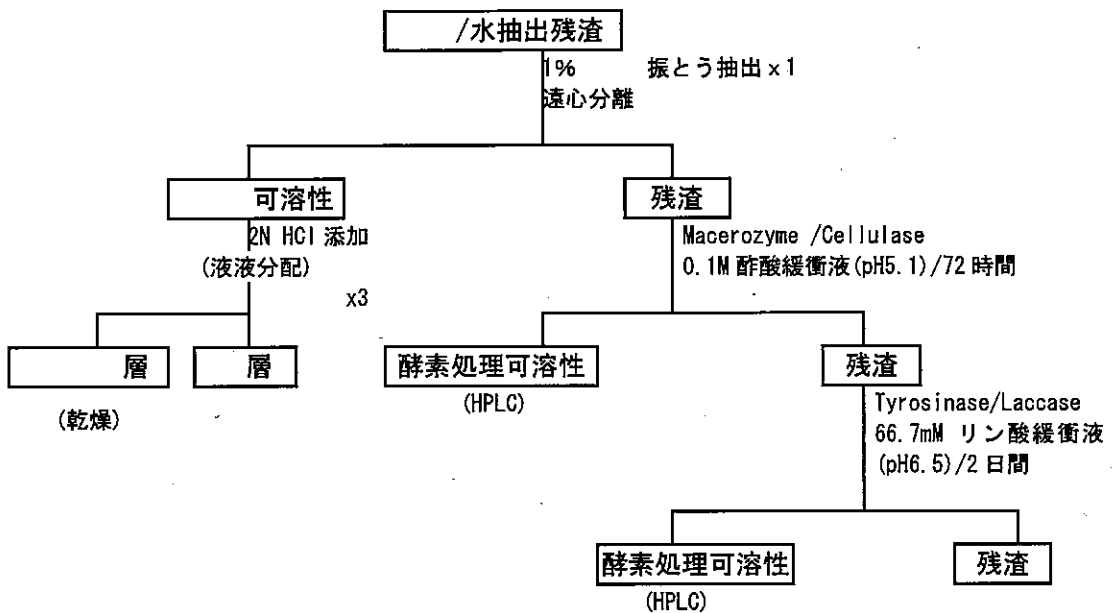 /水抽出残渣
1%　　振とう抽出 x1
遠心分離
可溶性
残渣
2N HCl 添加
(液液分配)
x3
Macerozyme /Cellulase
0.1M 酢酸緩衝液(pH5.1)/72 時間
層
層
(乾燥)
酵素処理可溶性
(HPLC)
残渣
Tyrosinase/Laccase
66.7mM リン酸緩衝液
(pH6.5)/2 日間
酵素処理可溶性
(HPLC)
残渣